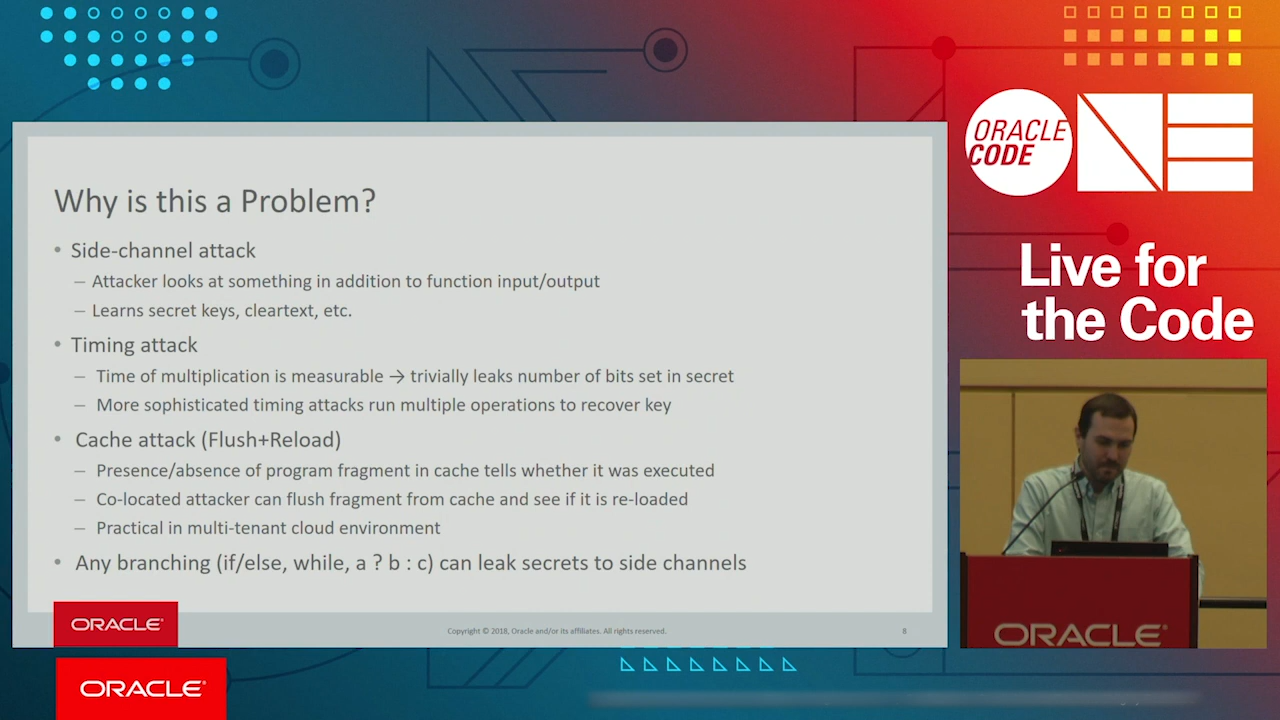 Why is this a Problem?
• Side-channel attack
– Attacker looks at something in addition to function input/output
– Learns secret keys, cleartext, etc.
• Timing attack
– Time of multiplication is measurable → trivially leaks number of bits set in secret
– More sophisticated timing attacks run multiple operations to recover key
• Cache attack (Flush+Reload)
– Presence/absence of program fragment in cache tells whether it was executed
– Co-located attacker can flush fragment from cache and see if it is re-loaded
– Practical in multi-tenant cloud environment
• Any branching (if/else, while, a ? b : c) can leak secrets to side channels
ORACLE®
Copyright © 2018, Oracle and/or its affiliates. All rights reserved.
8
ORACLE®
ORACLE
CODE
ONE
Live for
the Code
ORACLE®